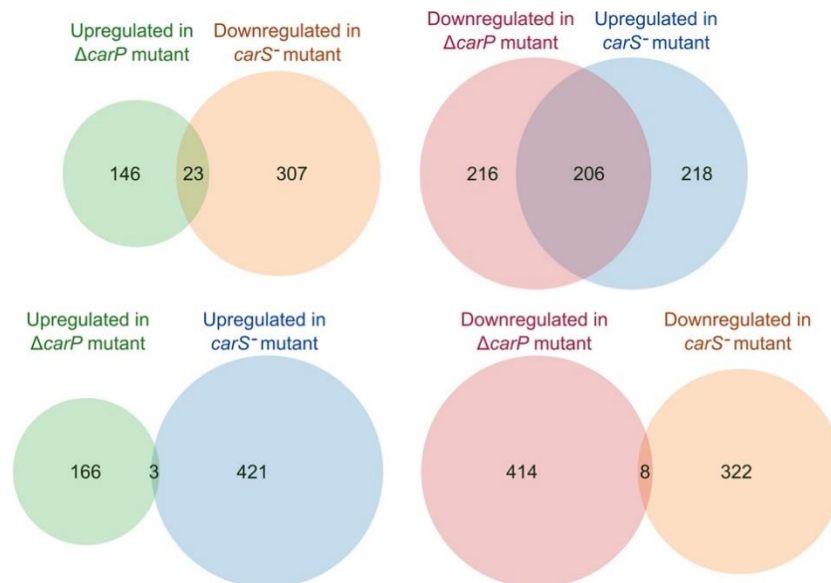 Upregulated in
ΔcarP mutant
Downregulated in
carS⁻ mutant
146
23
307
Downregulated in
ΔcarP mutant
Upregulated in
carS⁻ mutant
216
206
218
Upregulated in
ΔcarP mutant
Upregulated in
carS⁻ mutant
166
3
421
Downregulated in
ΔcarP mutant
Downregulated in
carS⁻ mutant
414
8
322